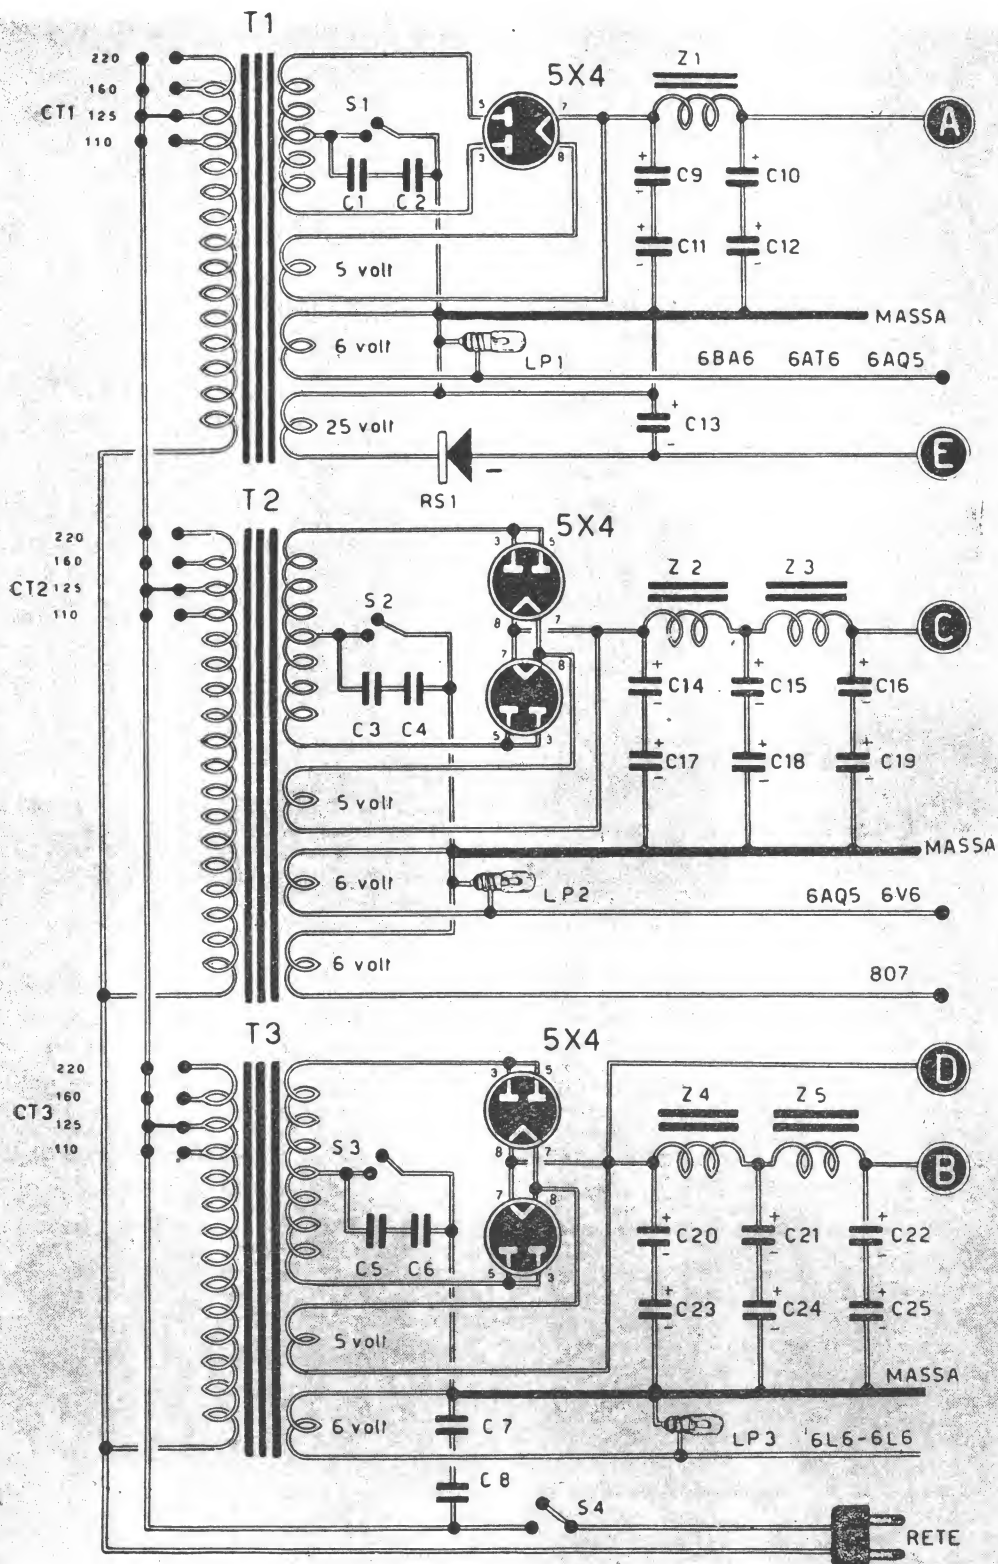 T1
5X4
Z1
220
160
CT1 125
110
S1
5
7
3
8
A
C1 C2
+ C9 -
+ C10 -
+ C11 -
+ C12 -
5 volt
MASSA
6 volt
LP1
6BA6 6AT6 6AQ5
25 volt
+ C13 -
-
RS1
E
T2
5X4
220
160
CT2 125
110
3 5
S2
Z2 Z3
8 7
C
7 8
+ C14 -
+ C15 -
+ C16 -
C3 C4
5 3
+ C17 -
+ C18 -
+ C19 -
5 volt
MASSA
6 volt
LP2
6AQ5 6V6
6 volt
807
T3
5X4
220
160
CT3 125
110
3 5
D
Z4 Z5
S3
8 7
B
7 8
+ C20 -
+ C21 -
+ C22 -
C5 C6
5 3
+ C23 -
+ C24 -
+ C25 -
5 volt
MASSA
6 volt
C7
LP3 6L6-6L6
C8
S4
RETE